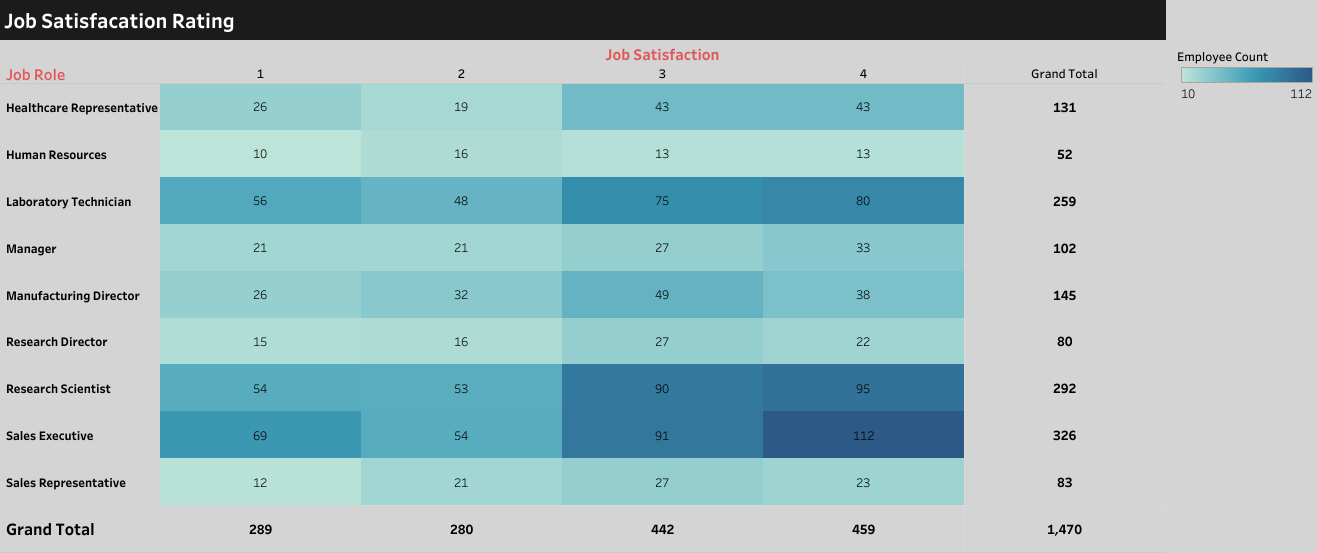 Job Satisfacation Rating
Job Satisfaction
Employee Count
Job Role 1 2 3 4 Grand Total
10 112
Healthcare Representative 26 19 43 43 131
Human Resources 10 16 13 13 52
Laboratory Technician 56 48 75 80 259
Manager 21 21 27 33 102
Manufacturing Director 26 32 49 38 145
Research Director 15 16 27 22 80
Research Scientist 54 53 90 95 292
Sales Executive 69 54 91 112 326
Sales Representative 12 21 27 23 83
Grand Total 289 280 442 459 1,470